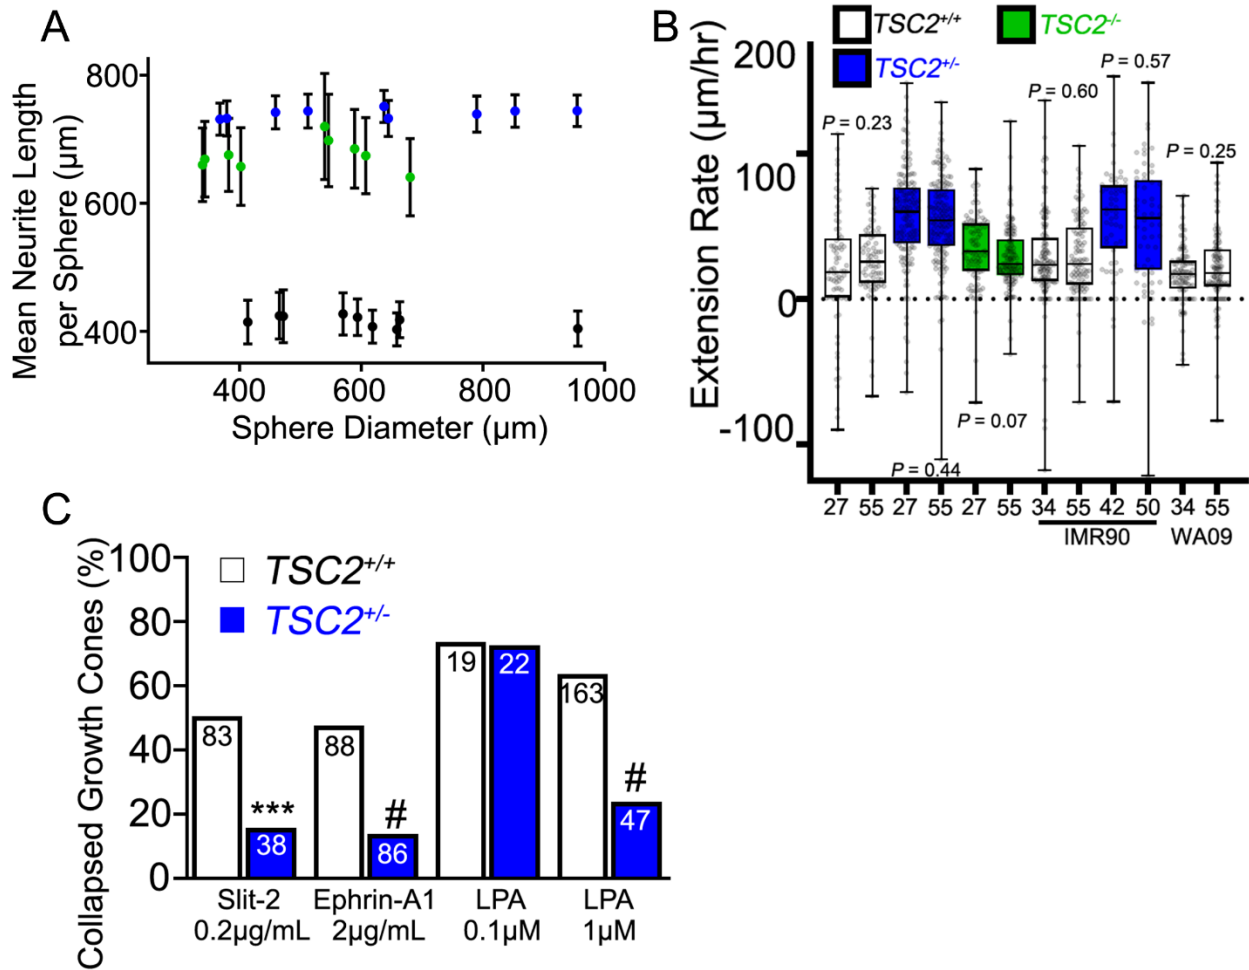 A
Mean Neurite Length
per Sphere (µm)
800
600
400
400
600
800
1000
Sphere Diameter (µm)
B
TSC2+/+
TSC2-/-
TSC2+/-
Extension Rate (µm/hr)
200
100
0
-100
P = 0.23
P = 0.44
P = 0.07
P = 0.60
P = 0.57
P = 0.25
27 55 27 55 27 55 34 55 42 50 34 55
IMR90 WA09
C
Collapsed Growth Cones (%)
100
80
60
40
20
0
TSC2+/+
TSC2+/-
83
***
38
88
#
86
19
22
163
#
47
Slit-2 Ephrin-A1 LPA LPA
0.2µg/mL 2µg/mL 0.1µM 1µM